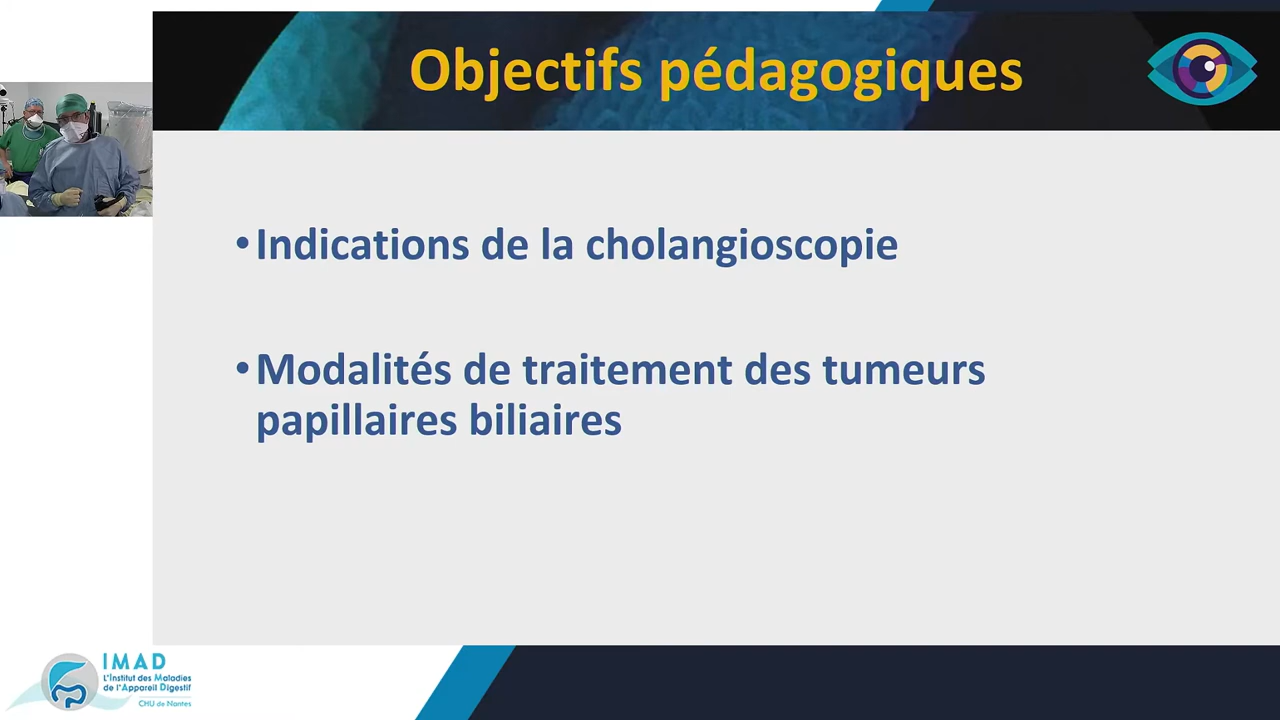 Objectifs pédagogiques
•Indications de la cholangioscopie
•Modalités de traitement des tumeurs
papillaires biliaires
IMAD
L'Institut des Maladies
de l'Appareil Digestif
CHU de Nantes